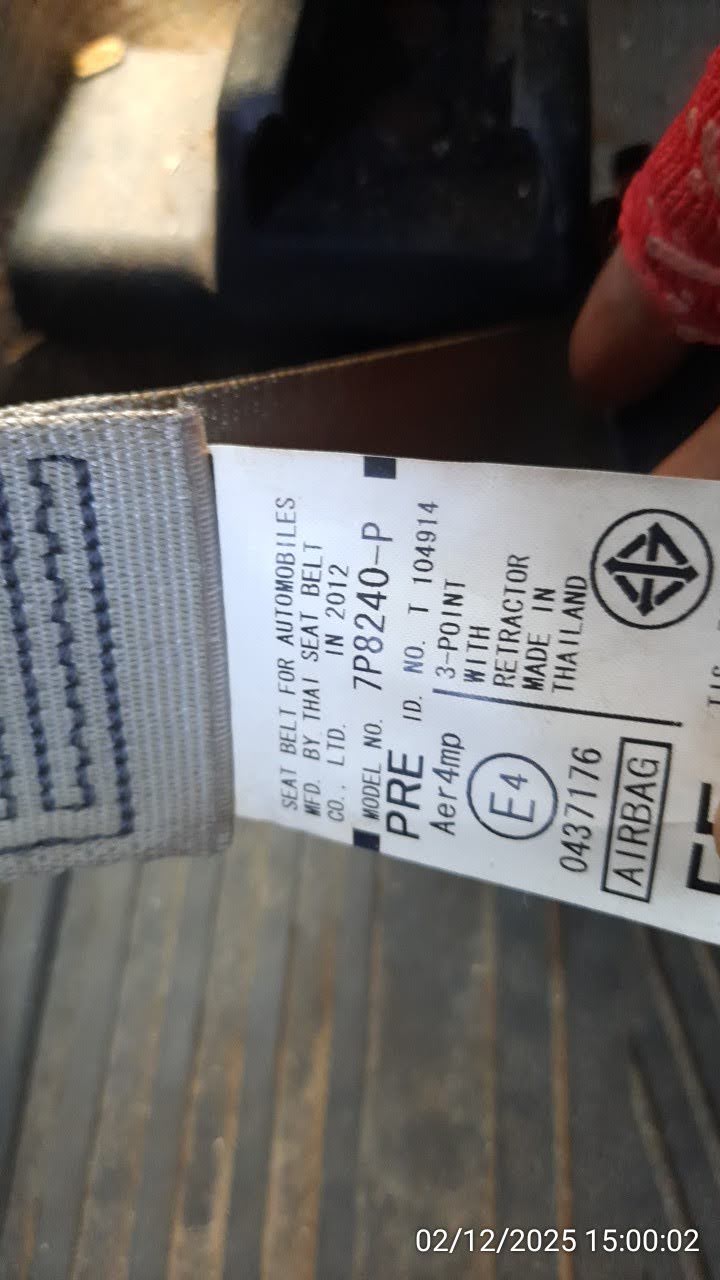 SEAT BELT FOR AUTOMOBILES
MFD. BY THAI SEAT BELT
CO., LTD. IN 2012
MODEL NO. 7P8240-P
PRE ID. NO. T 104914
Aer4mp
3-POINT
WITH
RETRACTOR
MADE IN
THAILAND
E4
0437176
AIRBAG
02/12/2025 15:00:02